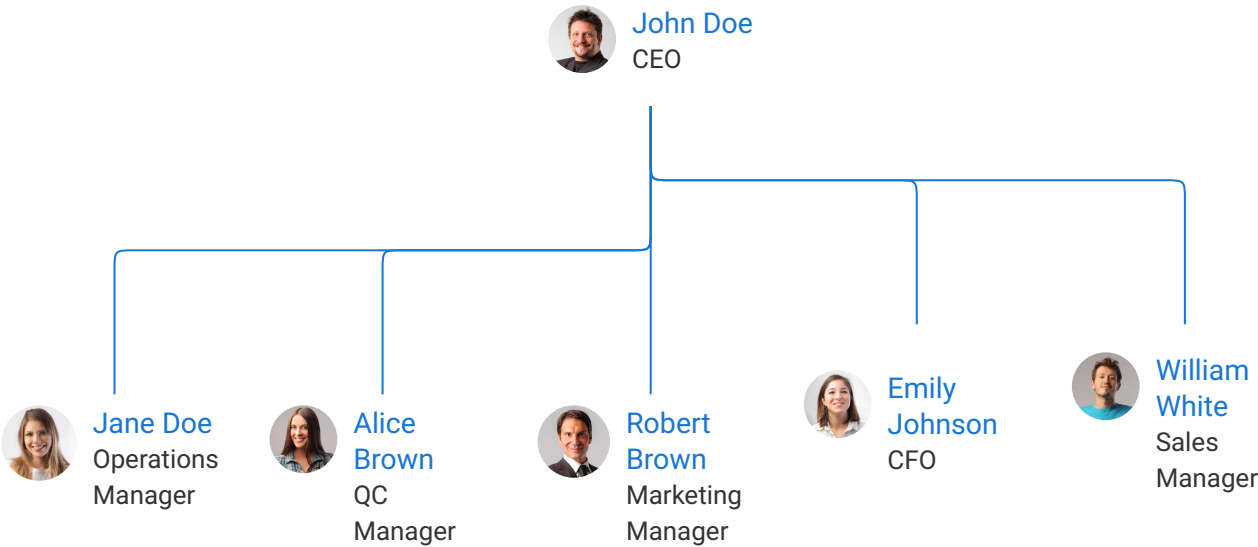 John Doe
CEO
Jane Doe
Operations
Manager
Alice
Brown
QC
Manager
Robert
Brown
Marketing
Manager
Emily
Johnson
CFO
William
White
Sales
Manager